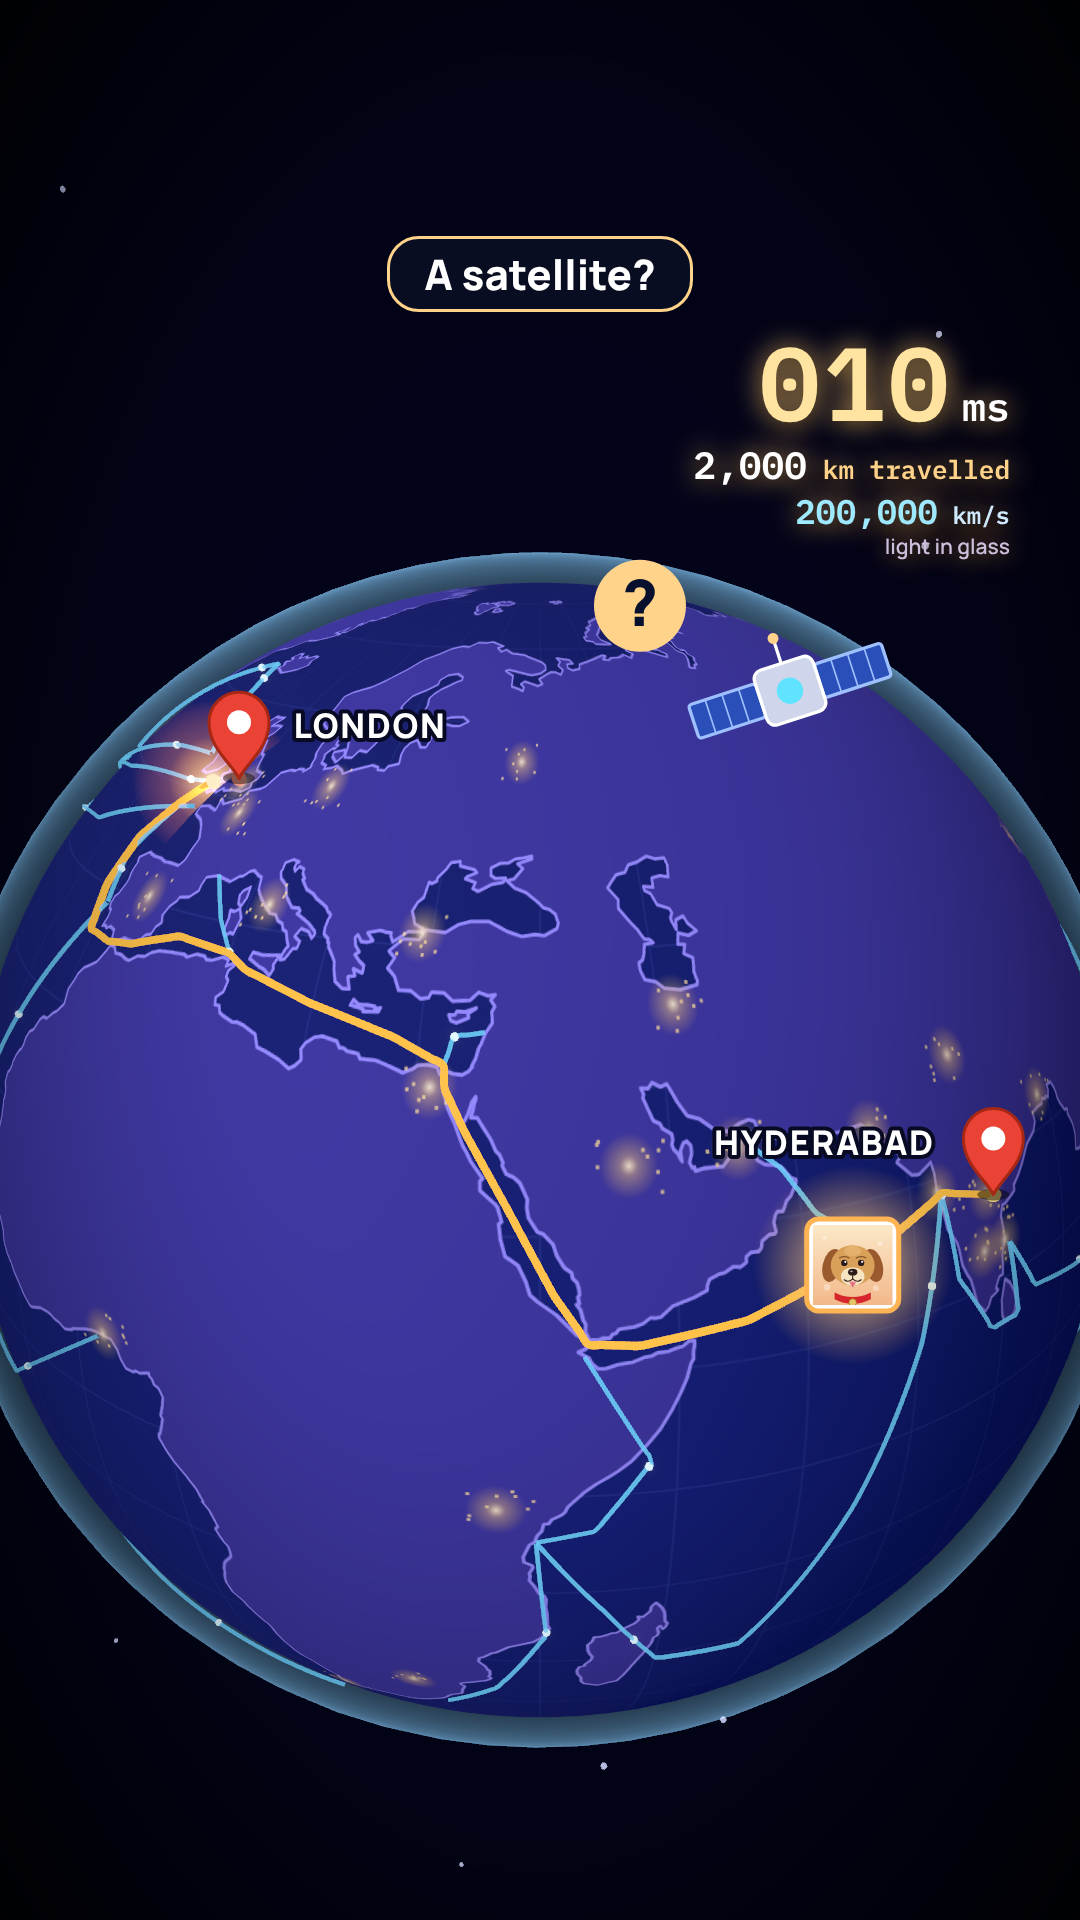 A satellite?
010 ms
2,000 km travelled
200,000 km/s
light in glass
?
LONDON
HYDERABAD